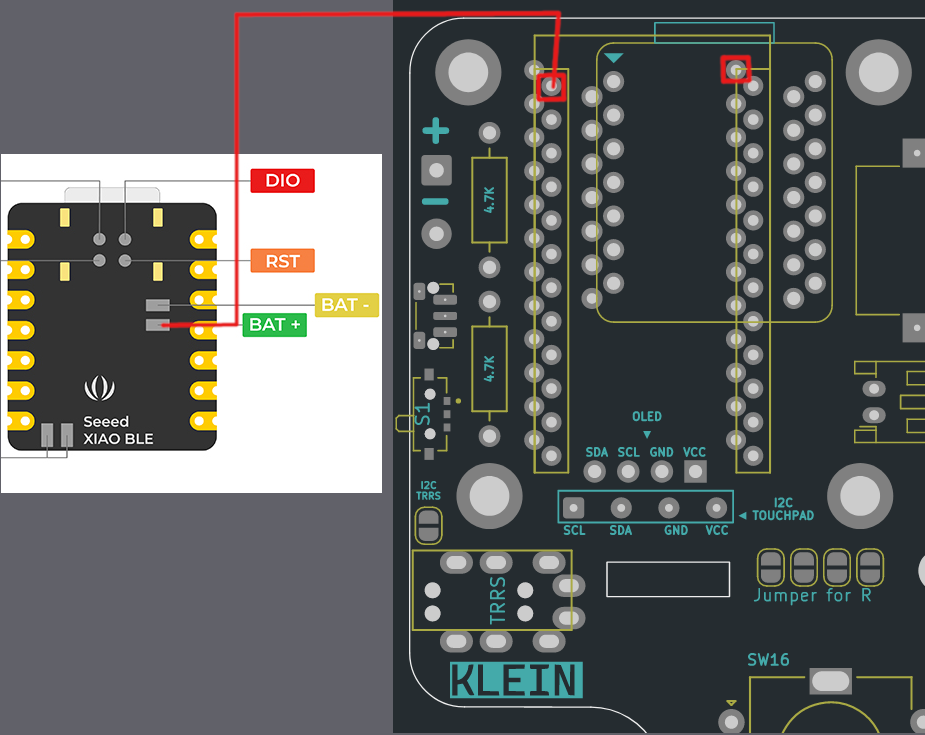 DIO
RST
BAT -
BAT +
Seeed
XIAO BLE
+
4.7K
4.7K
S1
OLED
SDA SCL GND VCC
I2C
TRRS
SCL SDA GND VCC
I2C
TOUCHPAD
TRRS
Jumper for R
KLEIN
SW16